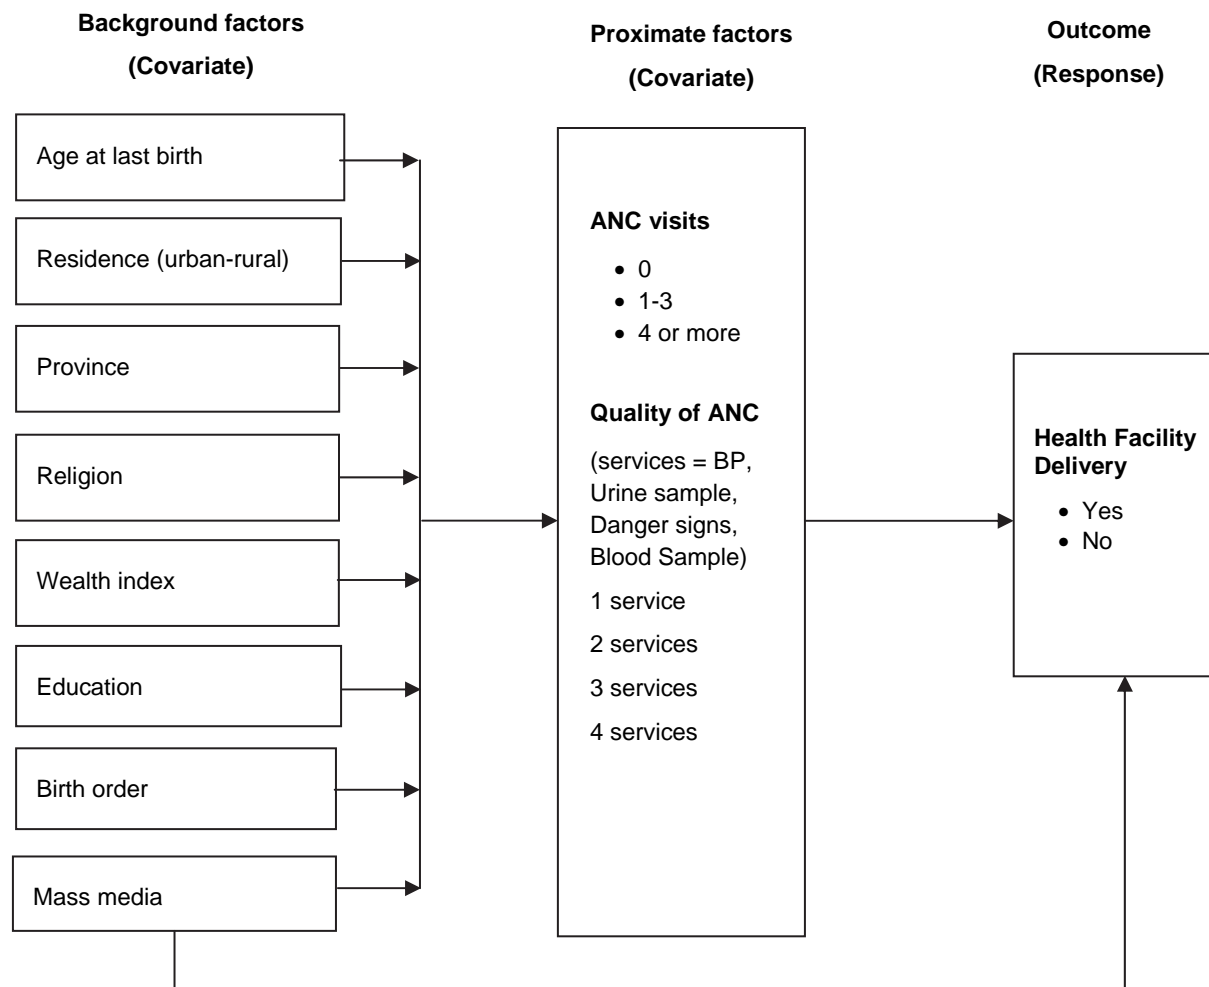 Background factors
(Covariate)
Proximate factors
(Covariate)
Outcome
(Response)
Age at last birth
Residence (urban-rural)
Province
Religion
Wealth index
Education
Birth order
Mass media
ANC visits
• 0
• 1-3
• 4 or more
Quality of ANC
(services = BP,
Urine sample,
Danger signs,
Blood Sample)
1 service
2 services
3 services
4 services
Health Facility
Delivery
• Yes
• No